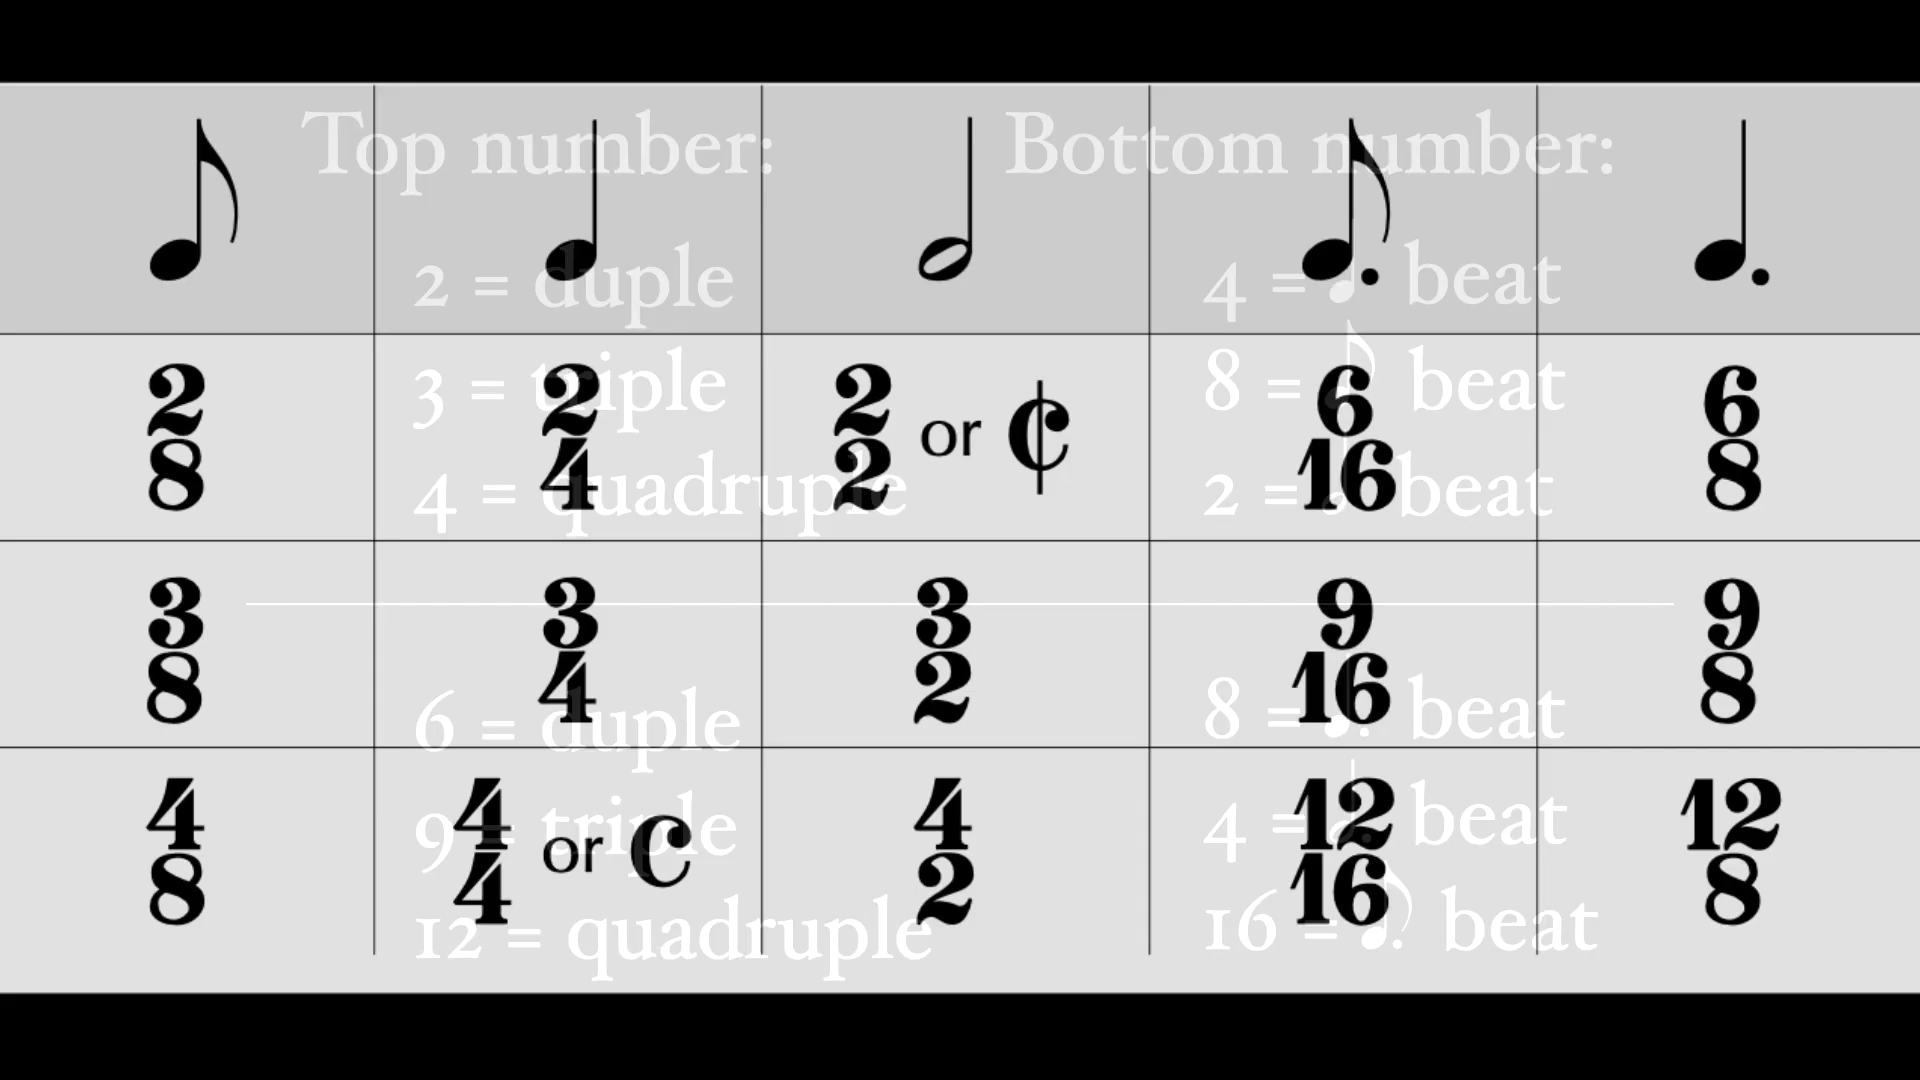 Top number: Bottom number:
2 = duple 4 = beat
3 = triple 8 = beat
4 = quadruple 2 = beat
6 = duple 8 = beat
9 = triple 4 = beat
12 = quadruple 16 = beat
2 2 2 or 6 6
8 4 2 16 8
3 3 3 9 9
8 4 2 16 8
4 4 or 4 12 12
8 4 2 16 8